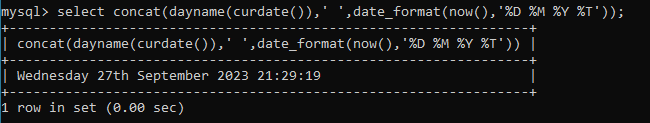 mysql> select concat(dayname(curdate()),' ',date_format(now(),'%D %M %Y %T'));
+-----------------------------------------------------------------+
| concat(dayname(curdate()),' ',date_format(now(),'%D %M %Y %T')) |
+-----------------------------------------------------------------+
| Wednesday 27th September 2023 21:29:19                          |
+-----------------------------------------------------------------+
1 row in set (0.00 sec)